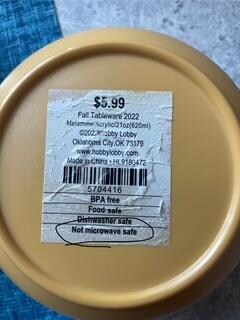 $5.99
Fall Tableware 2022
Melamine/Acrylic/21oz(620ml)
©2022 Hobby Lobby
Oklahoma City,OK 73179
www.hobbylobby.com
Made in China • HL9180472
5704416
BPA free
Food safe
Dishwasher safe
Not microwave safe